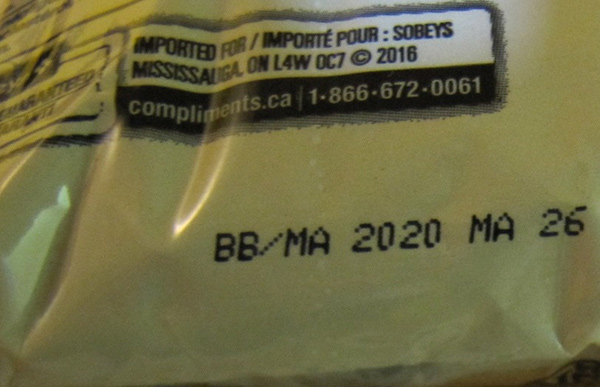 IMPORTED FOR / IMPORTÉ POUR : SOBEYS
MISSISSAUGA, ON L4W 0C7 © 2016
compliments.ca | 1·866·672·0061
GUARANTEED
BB/MA 2020 MA 26